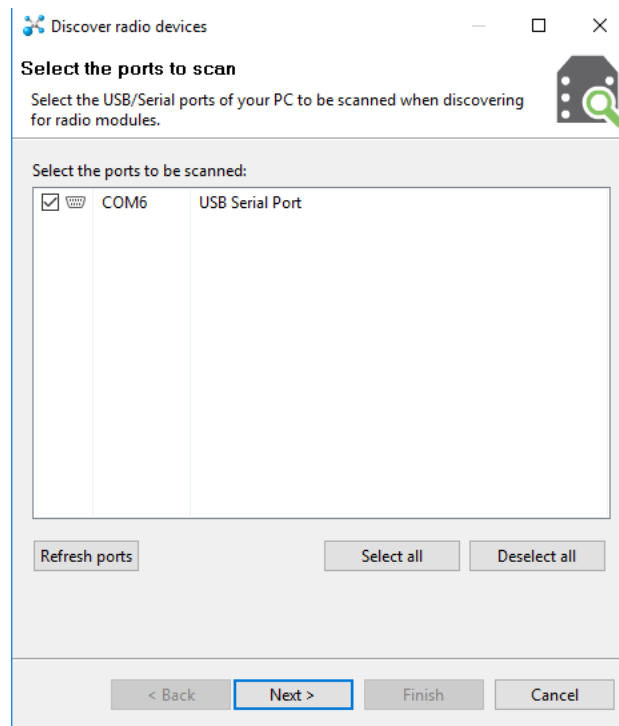 Discover radio devices
Select the ports to scan
Select the USB/Serial ports of your PC to be scanned when discovering
for radio modules.
Select the ports to be scanned:
COM6 USB Serial Port
Refresh ports Select all Deselect all
< Back Next > Finish Cancel